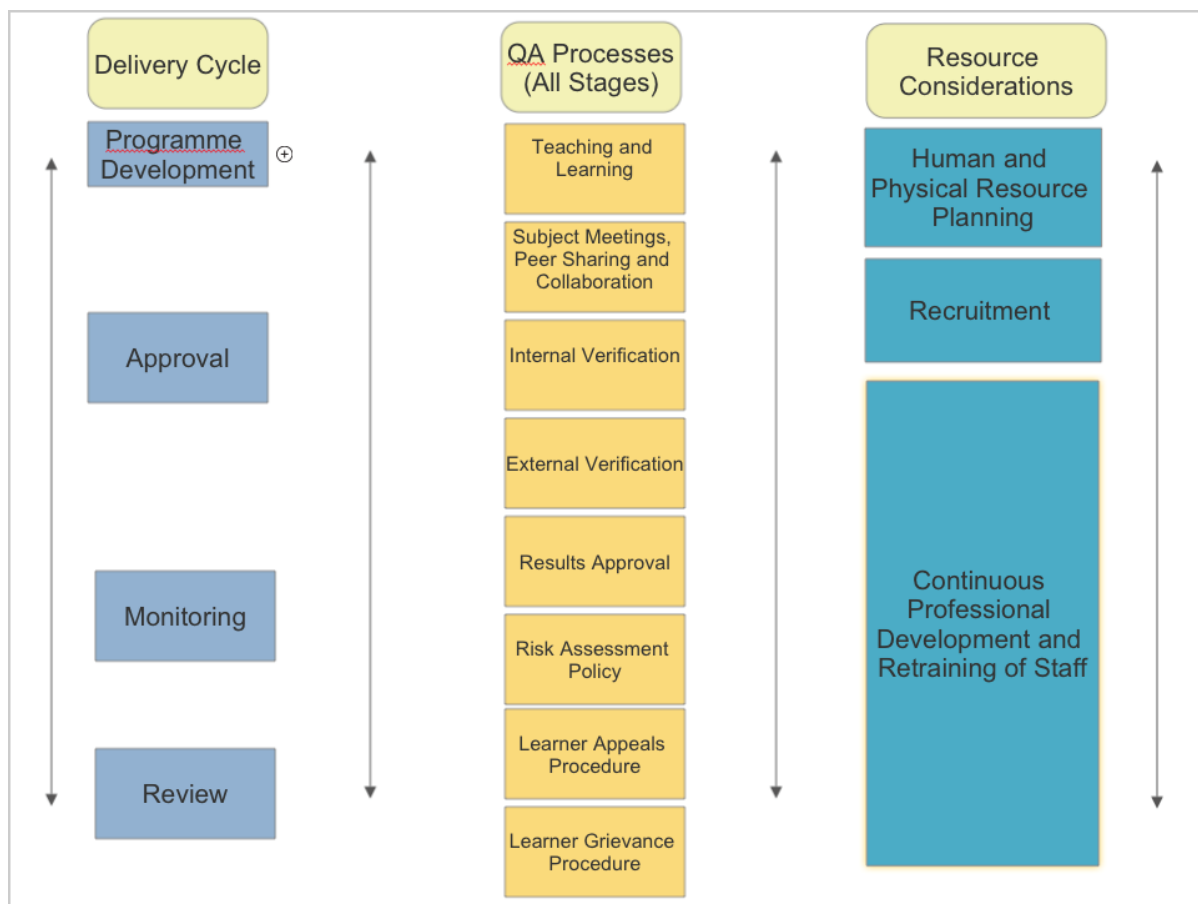 Delivery Cycle
Programme
Development
Approval
Monitoring
Review
QA Processes
(All Stages)
Teaching and
Learning
Subject Meetings,
Peer Sharing and
Collaboration
Internal Verification
External Verification
Results Approval
Risk Assessment
Policy
Learner Appeals
Procedure
Learner Grievance
Procedure
Resource
Considerations
Human and
Physical Resource
Planning
Recruitment
Continuous
Professional
Development and
Retraining of Staff